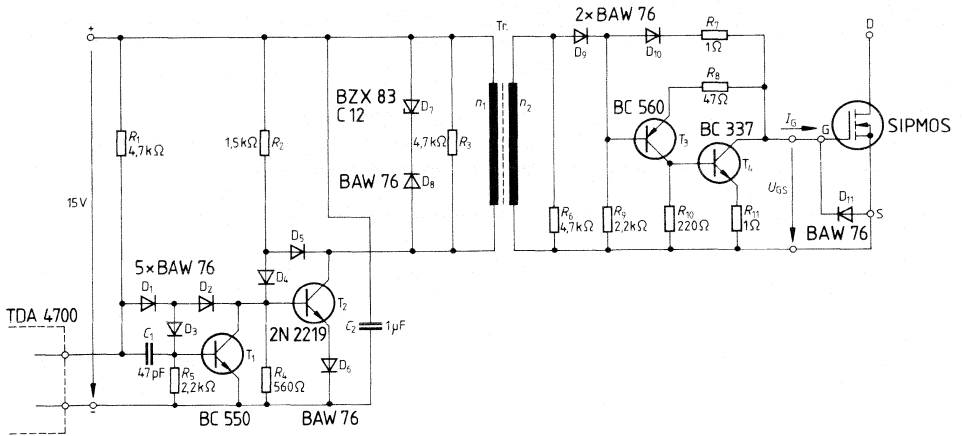 2×BAW 76
Tr.
+
D9
D10
R7
1Ω
D
R8
47Ω
BZX 83
C 12
D7
n1
n2
BC 560
R1
4,7kΩ
1,5kΩ
R2
4,7kΩ
R3
T3
BC 337
IG
G
SIPMOS
BAW 76
D8
T4
15V
UGS
D11
S
R6
4,7kΩ
R9
2,2kΩ
R10
220Ω
R11
1Ω
BAW 76
D5
5×BAW 76
D4
D1
D2
T2
TDA 4700
2N 2219
C2
1µF
D3
C1
T1
47pF
R5
2,2kΩ
R4
560Ω
D6
-
BC 550
BAW 76